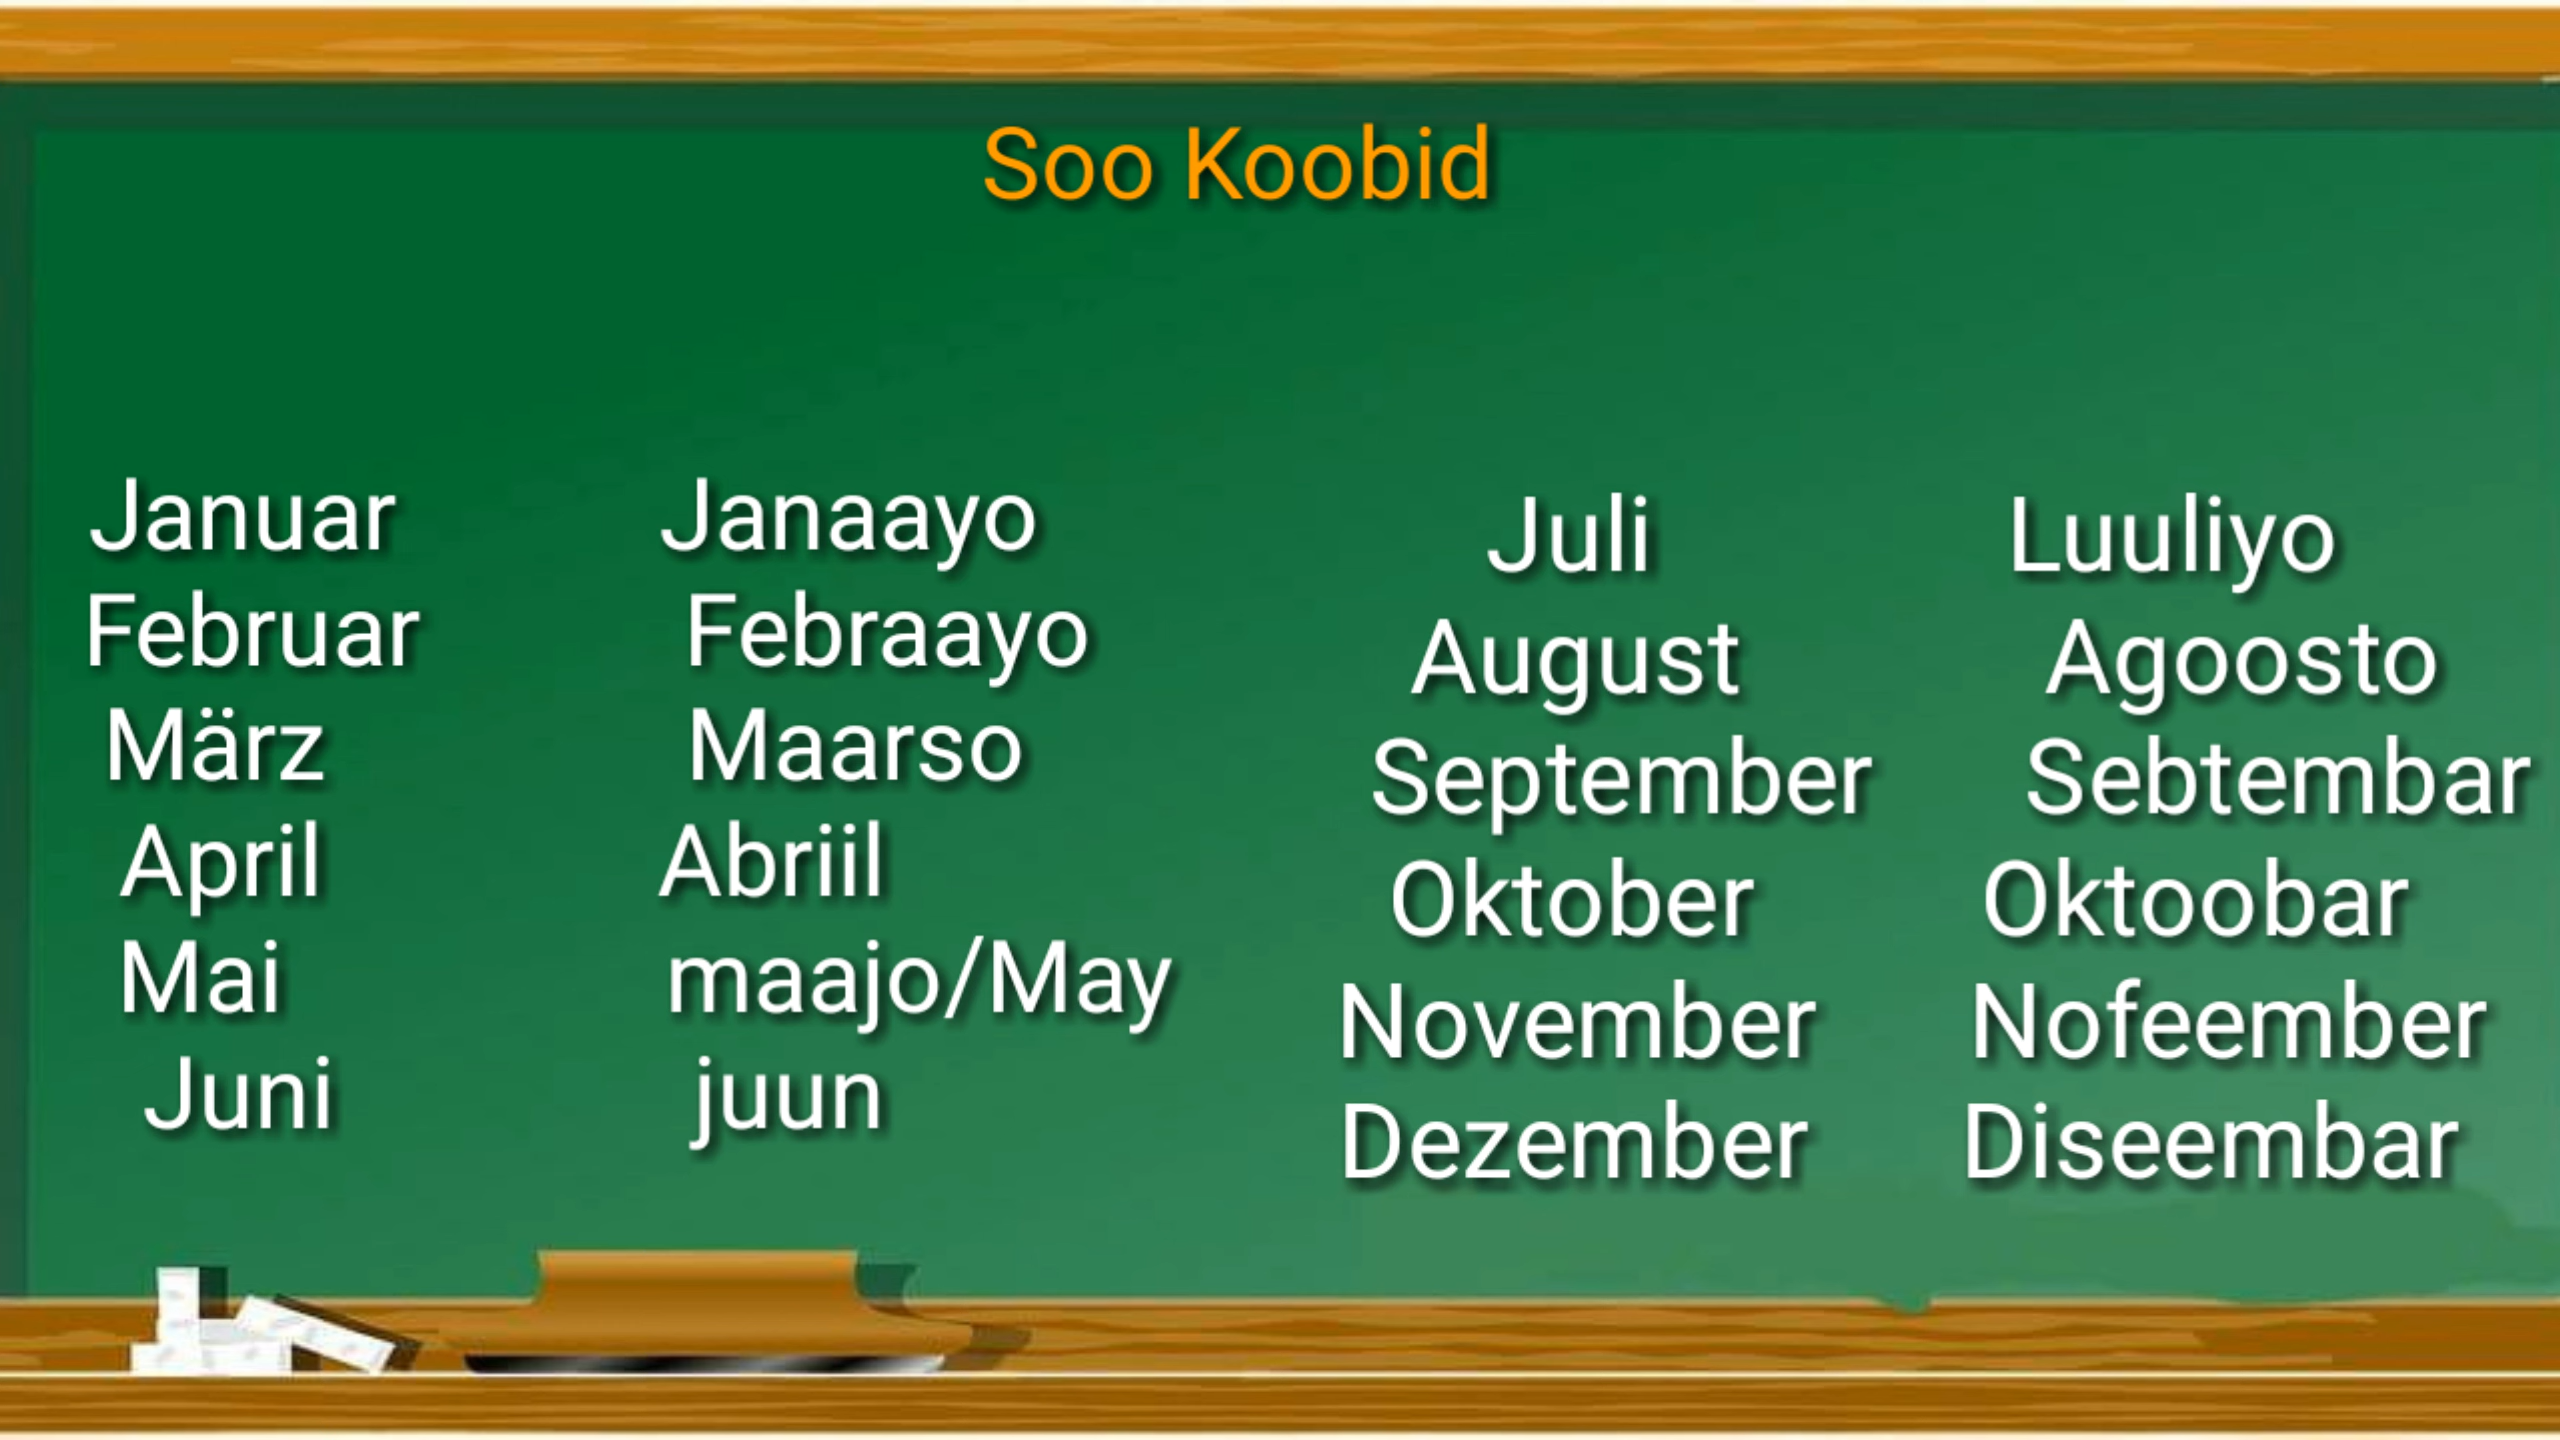 Soo Koobid
Januar Janaayo
Februar Febraayo
März Maarso
April Abriil
Mai maajo/May
Juni juun
Juli Luuliyo
August Agoosto
September Sebtembar
Oktober Oktoobar
November Nofeember
Dezember Diseembar